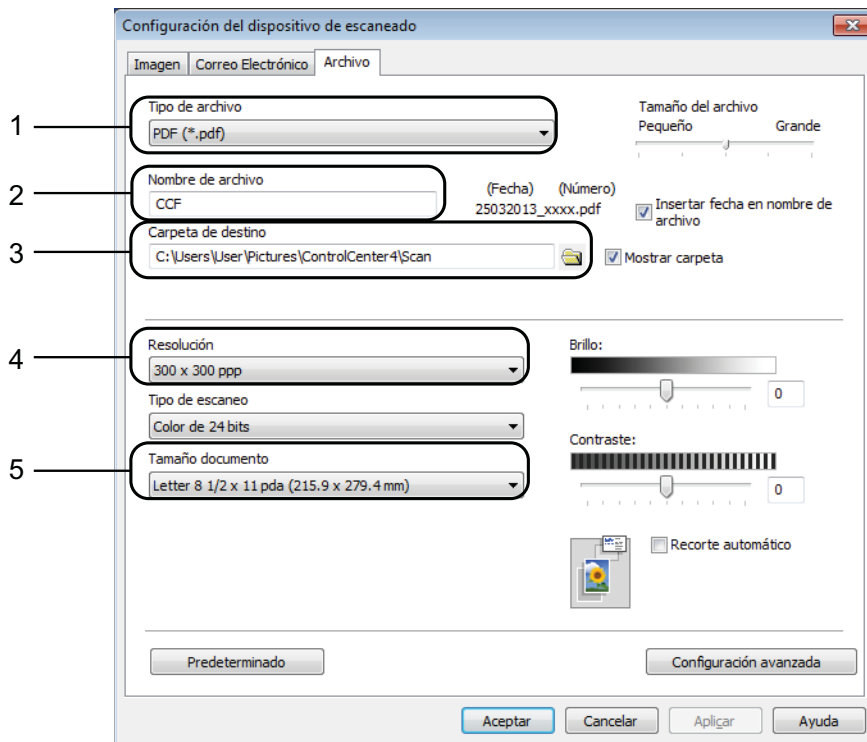 Configuración del dispositivo de escaneado
Imagen Correo Electrónico Archivo
1
Tipo de archivo
PDF (*.pdf)
Tamaño del archivo
Pequeño Grande
2
Nombre de archivo
CCF
(Fecha) (Número)
25032013_xxxx.pdf
Insertar fecha en nombre de
archivo
3
Carpeta de destino
C:\Users\User\Pictures\ControlCenter4\Scan
Mostrar carpeta
4
Resolución
300 x 300 ppp
Tipo de escaneo
Color de 24 bits
5
Tamaño documento
Letter 8 1/2 x 11 pda (215.9 x 279.4 mm)
Brillo:
0
Contraste:
0
Recorte automático
Predeterminado
Configuración avanzada
Aceptar Cancelar Aplicar Ayuda